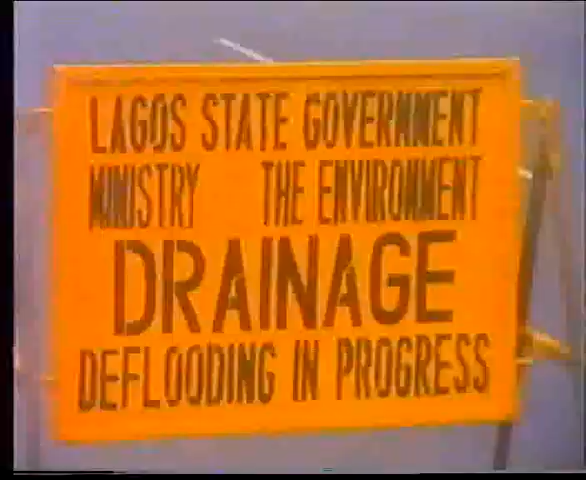 LAGOS STATE GOVERNMENT
MINISTRY THE ENVIRONMENT
DRAINAGE
DEFLOODING IN PROGRESS